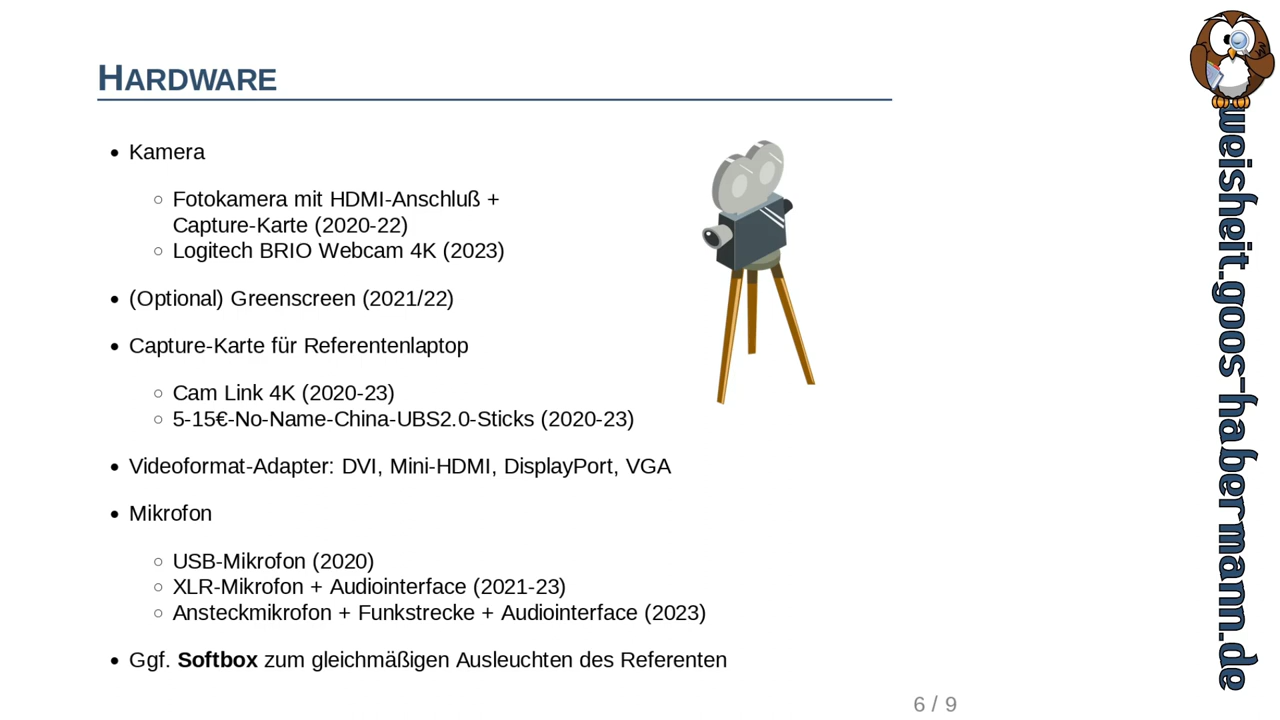 HARDWARE
• Kamera
◦ Fotokamera mit HDMI-Anschluß +
Capture-Karte (2020-22)
◦ Logitech BRIO Webcam 4K (2023)
• (Optional) Greenscreen (2021/22)
• Capture-Karte für Referentenlaptop
◦ Cam Link 4K (2020-23)
◦ 5-15€-No-Name-China-UBS2.0-Sticks (2020-23)
• Videoformat-Adapter: DVI, Mini-HDMI, DisplayPort, VGA
• Mikrofon
◦ USB-Mikrofon (2020)
◦ XLR-Mikrofon + Audiointerface (2021-23)
◦ Ansteckmikrofon + Funkstrecke + Audiointerface (2023)
• Ggf. Softbox zum gleichmäßigen Ausleuchten des Referenten
6 / 9
weisheit.goos-habermann.de